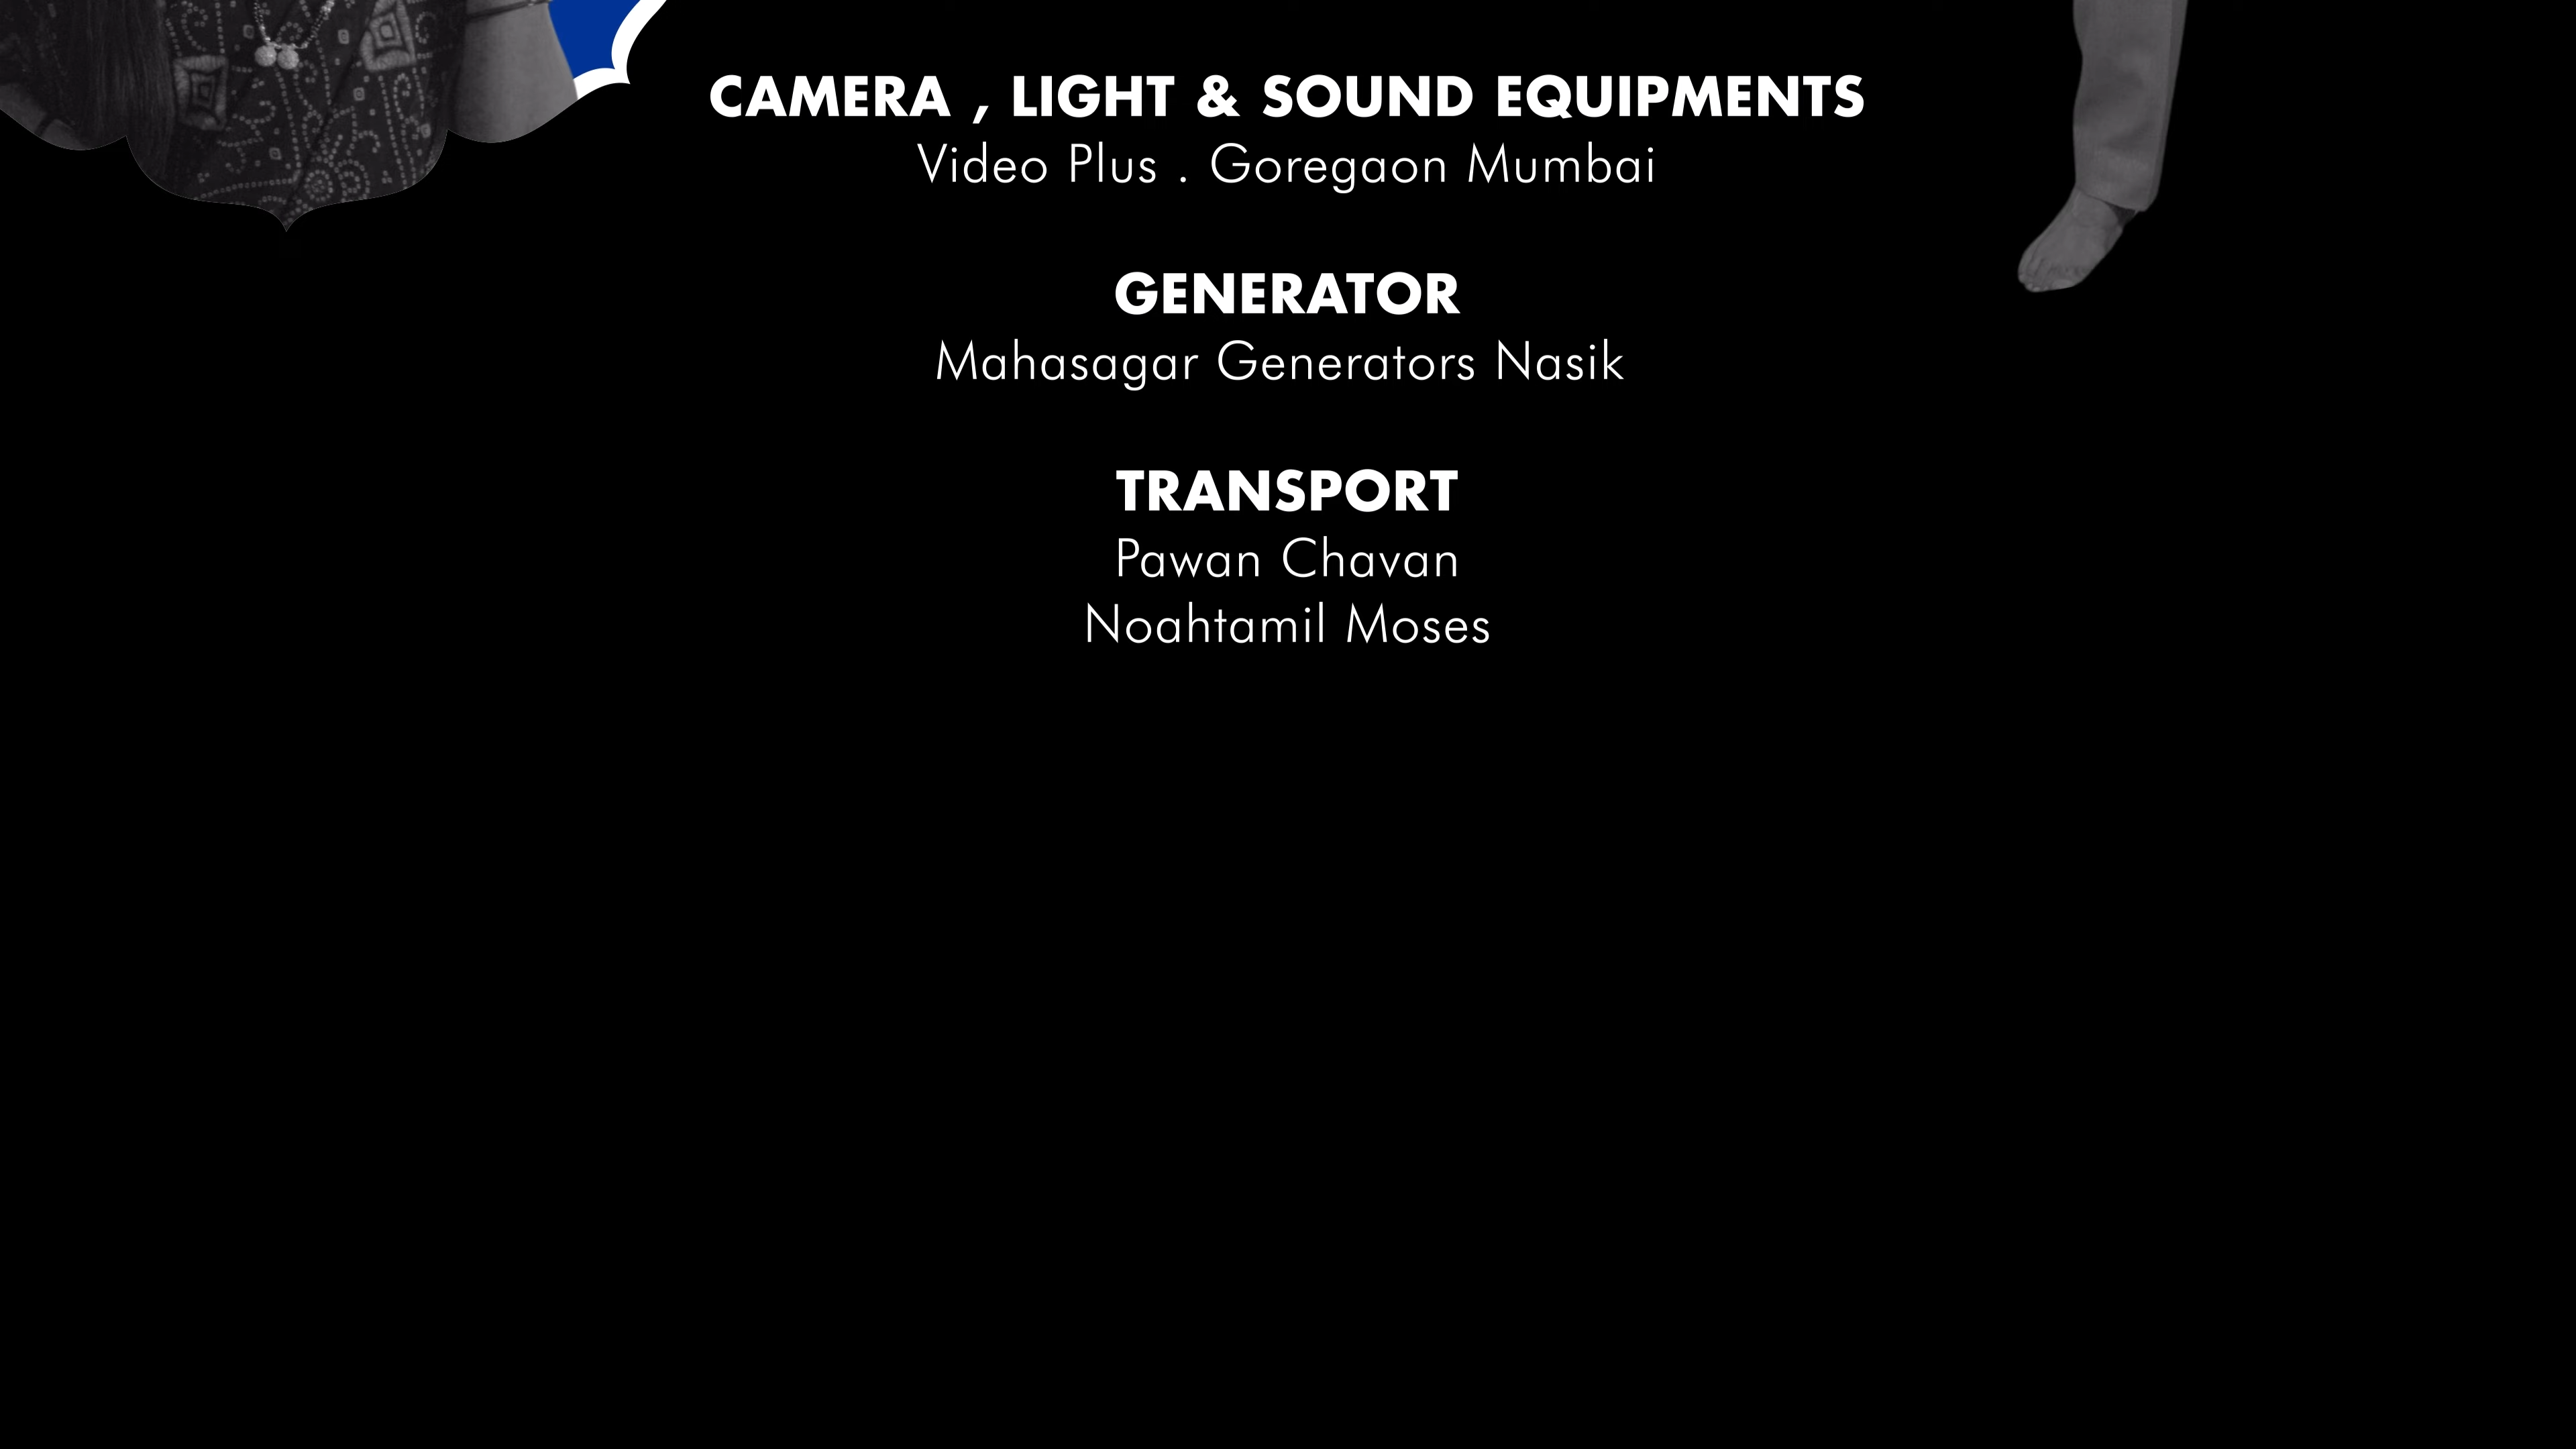 CAMERA , LIGHT & SOUND EQUIPMENTS
Video Plus . Goregaon Mumbai
GENERATOR
Mahasagar Generators Nasik
TRANSPORT
Pawan Chavan
Noahtamil Moses